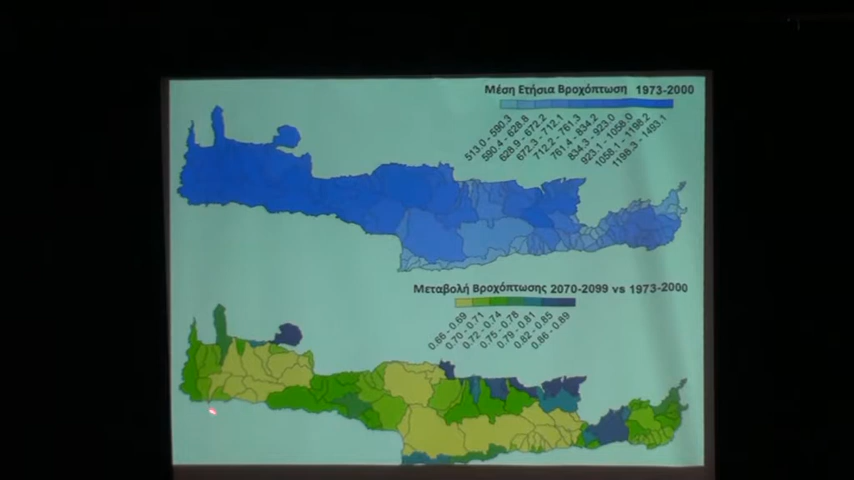 Μέση Ετήσια Βροχόπτωση 1973-2000
513.0 - 590.3
590.4 - 628.8
628.9 - 672.2
672.3 - 712.1
712.2 - 761.3
761.4 - 834.2
834.3 - 923.0
923.1 - 1058.0
1058.1 - 1198.2
1198.3 - 1493.1
Μεταβολή Βροχόπτωσης 2070-2099 vs 1973-2000
0.66 - 0.69
0.70 - 0.71
0.72 - 0.74
0.75 - 0.78
0.79 - 0.81
0.82 - 0.85
0.86 - 0.89